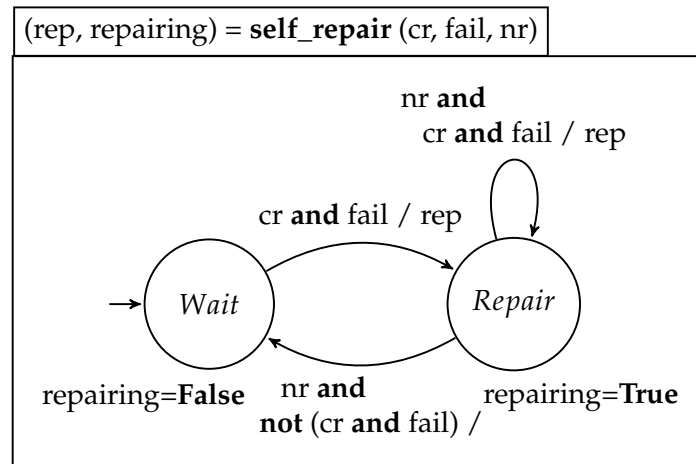 (rep, repairing) = self_repair (cr, fail, nr)
nr and
cr and fail / rep
cr and fail / rep
Wait
Repair
repairing=False
nr and
not (cr and fail) /
repairing=True